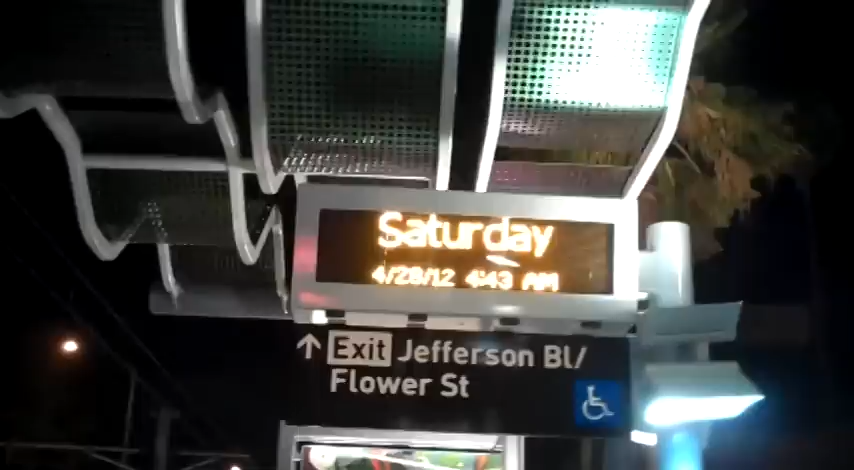 Saturday
4/28/12 4:43 AM
↑ Exit Jefferson Bl/
Flower St